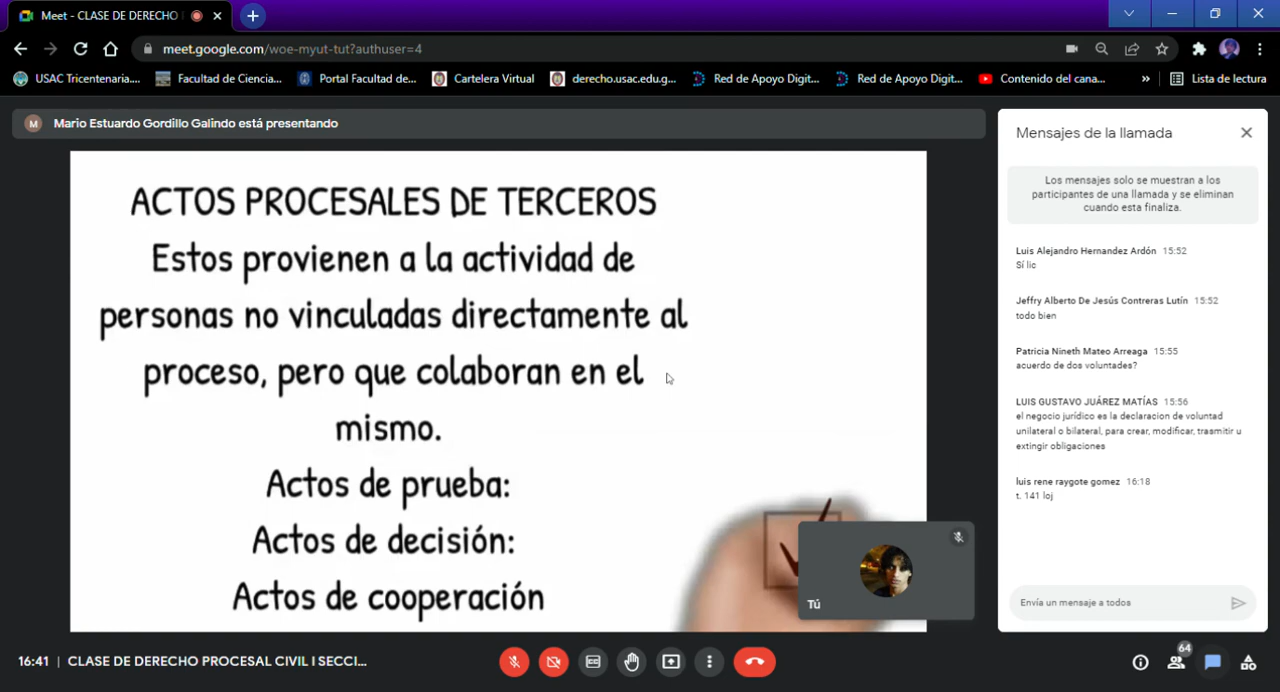 Meet - CLASE DE DERECHO
meet.google.com/woe-myut-tut?authuser=4
USAC Tricentenaria....
Facultad de Ciencia...
Portal Facultad de...
Cartelera Virtual
derecho.usac.edu.g...
Red de Apoyo Digit...
Red de Apoyo Digit...
Contenido del cana...
»
Lista de lectura
M
Mario Estuardo Gordillo Galindo está presentando
ACTOS PROCESALES DE TERCEROS
Estos provienen a la actividad de
personas no vinculadas directamente al
proceso, pero que colaboran en el
mismo.
Actos de prueba:
Actos de decisión:
Actos de cooperación
Tú
Mensajes de la llamada
Los mensajes solo se muestran a los
participantes de una llamada y se eliminan
cuando esta finaliza.
Luis Alejandro Hernandez Ardón 15:52
Sí lic
Jeffry Alberto De Jesús Contreras Lutín 15:52
todo bien
Patricia Nineth Mateo Arreaga 15:55
acuerdo de dos voluntades?
LUIS GUSTAVO JUÁREZ MATÍAS 15:56
el negocio jurídico es la declaracion de voluntad
unilateral o bilateral, para crear, modificar, trasmitir u
extingir obligaciones
luis rene raygote gomez 16:18
t. 141 loj
Envía un mensaje a todos
16:41 | CLASE DE DERECHO PROCESAL CIVIL I SECCI...
64